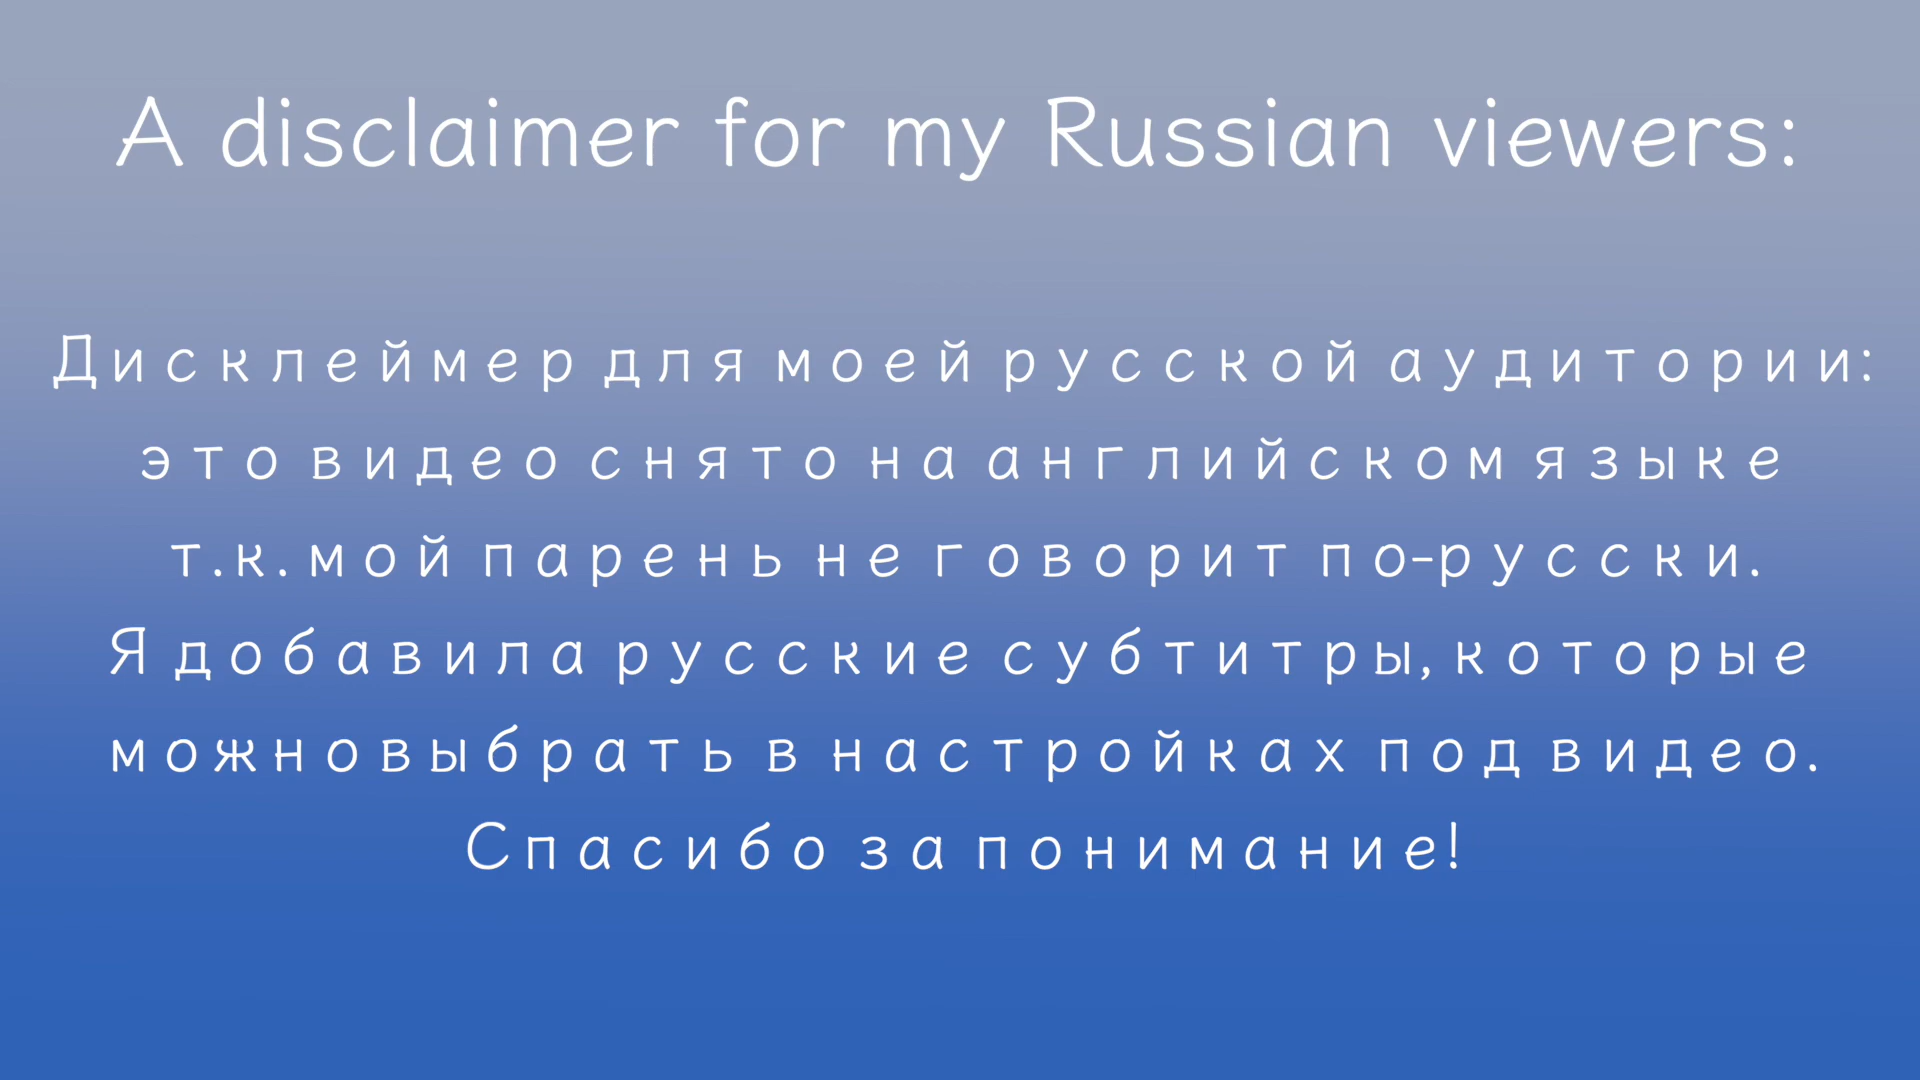 A disclaimer for my Russian viewers:
Дисклеймер для моей русской аудитории:
это видео снято на английском языке
т.к. мой парень не говорит по-русски.
Я добавила русские субтитры, которые
можно выбрать в настройках под видео.
Спасибо за понимание!